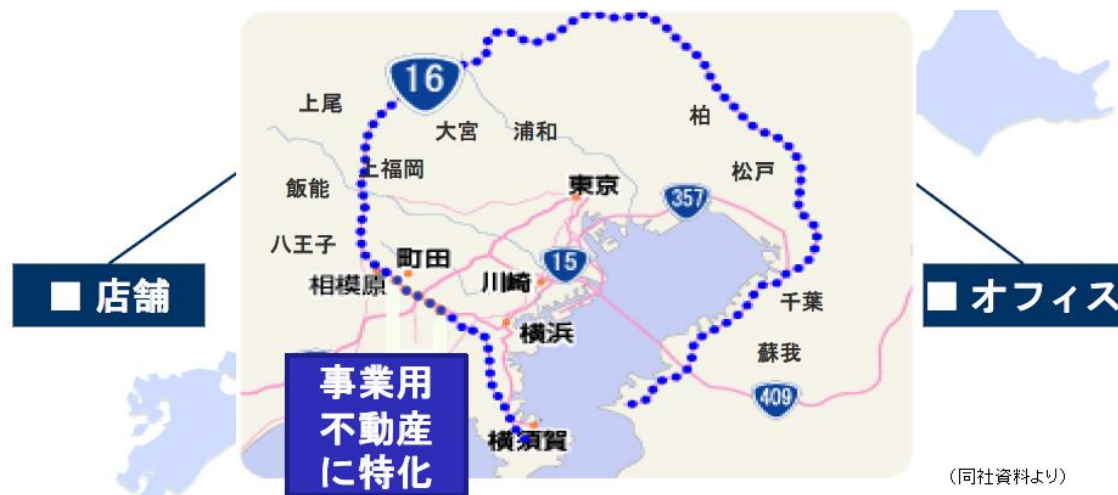 16
上尾
大宮
浦和
柏
上福岡
松戸
飯能
東京
357
八王子
町田
15
相模原
川崎
■ 店舗
■ オフィス
千葉
横浜
蘇我
409
事業用
不動産
に特化
横須賀
(同社資料より)